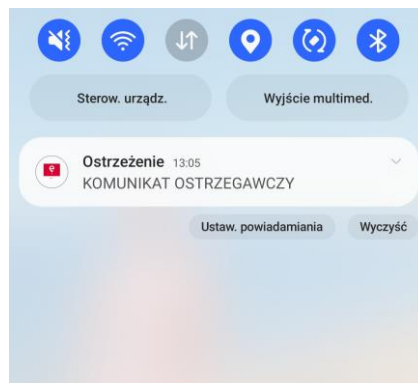 Sterow. urządz. Wyjście multimed.
Ostrzeżenie 13:05
KOMUNIKAT OSTRZEGAWCZY
Ustaw. powiadamiania Wyczyść